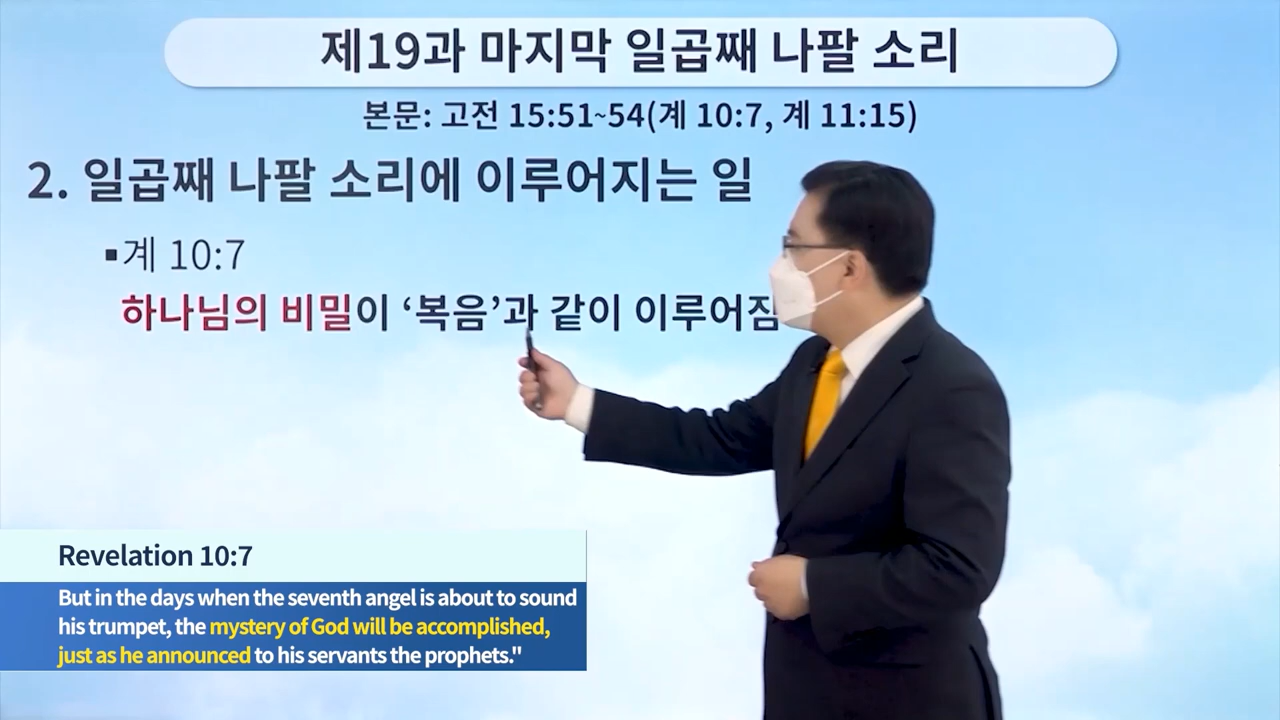 제19과 마지막 일곱째 나팔 소리
본문: 고전 15:51~54(계 10:7, 계 11:15)
2. 일곱째 나팔 소리에 이루어지는 일
▪계 10:7
하나님의 비밀이 ‘복음’과 같이 이루어짐
Revelation 10:7
But in the days when the seventh angel is about to sound
his trumpet, the mystery of God will be accomplished,
just as he announced to his servants the prophets."